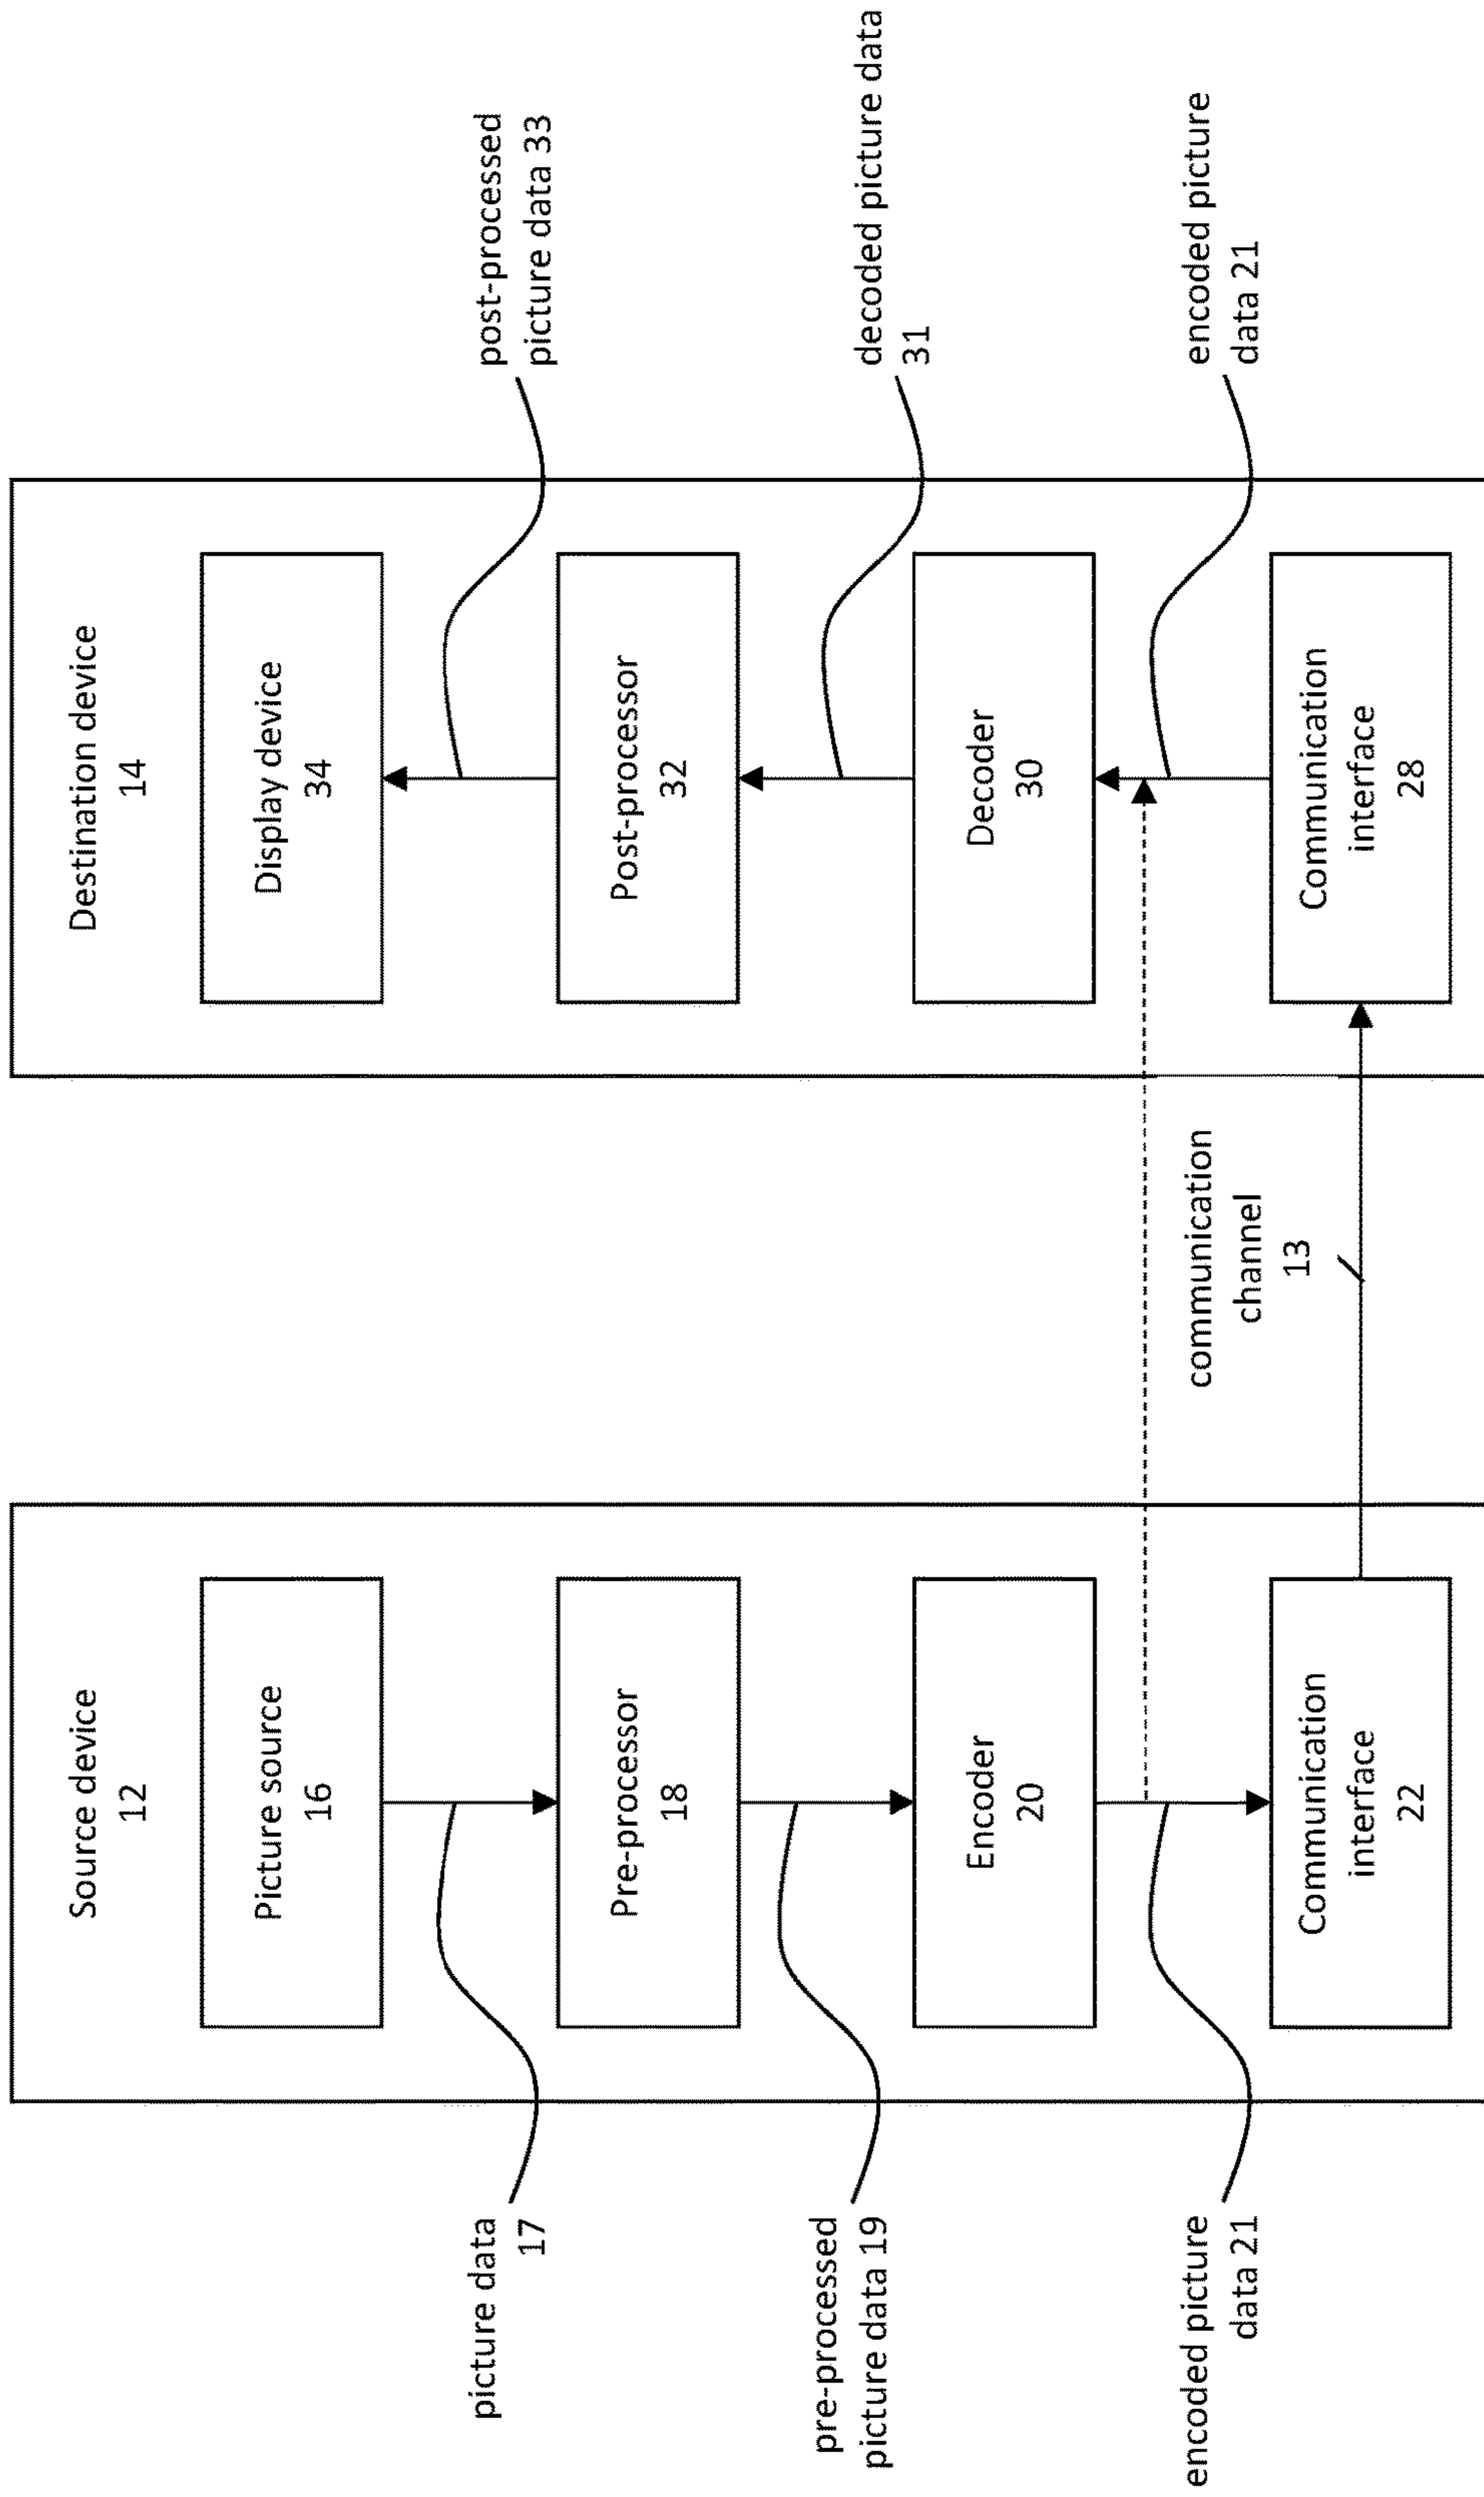 Source device
12
Picture source
16
picture data
17
Pre-processor
18
pre-processed
picture data 19
Encoder
20
encoded picture
data 21
Communication
interface
22
communication
channel
13
Destination device
14
Display device
34
post-processed
picture data 33
Post-processor
32
decoded picture data
31
Decoder
30
encoded picture
data 21
Communication
interface
28